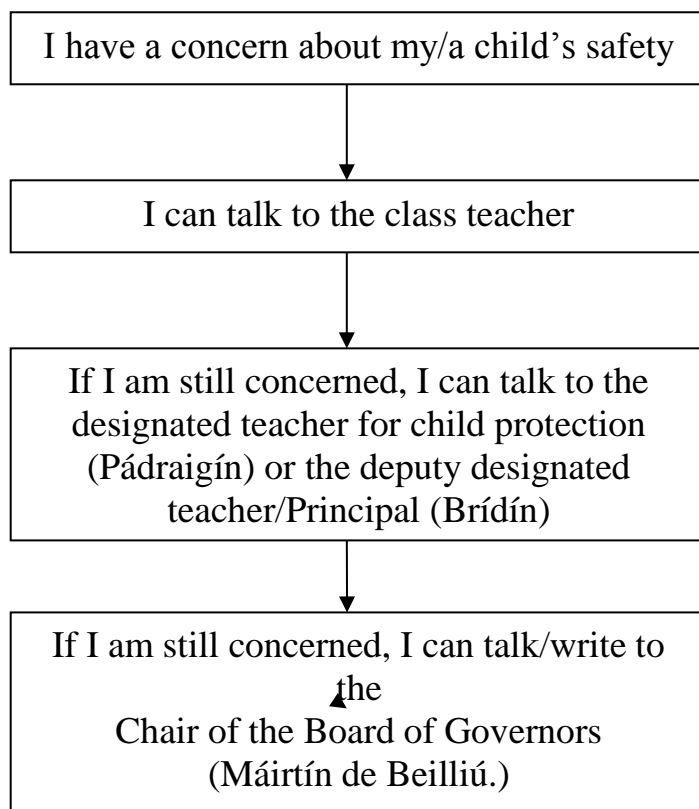 I have a concern about my/a child’s safety
I can talk to the class teacher
If I am still concerned, I can talk to the
designated teacher for child protection
(Pádraigín) or the deputy designated
teacher/Principal (Brídín)
If I am still concerned, I can talk/write to
the
Chair of the Board of Governors
(Máirtín de Beilliú.)